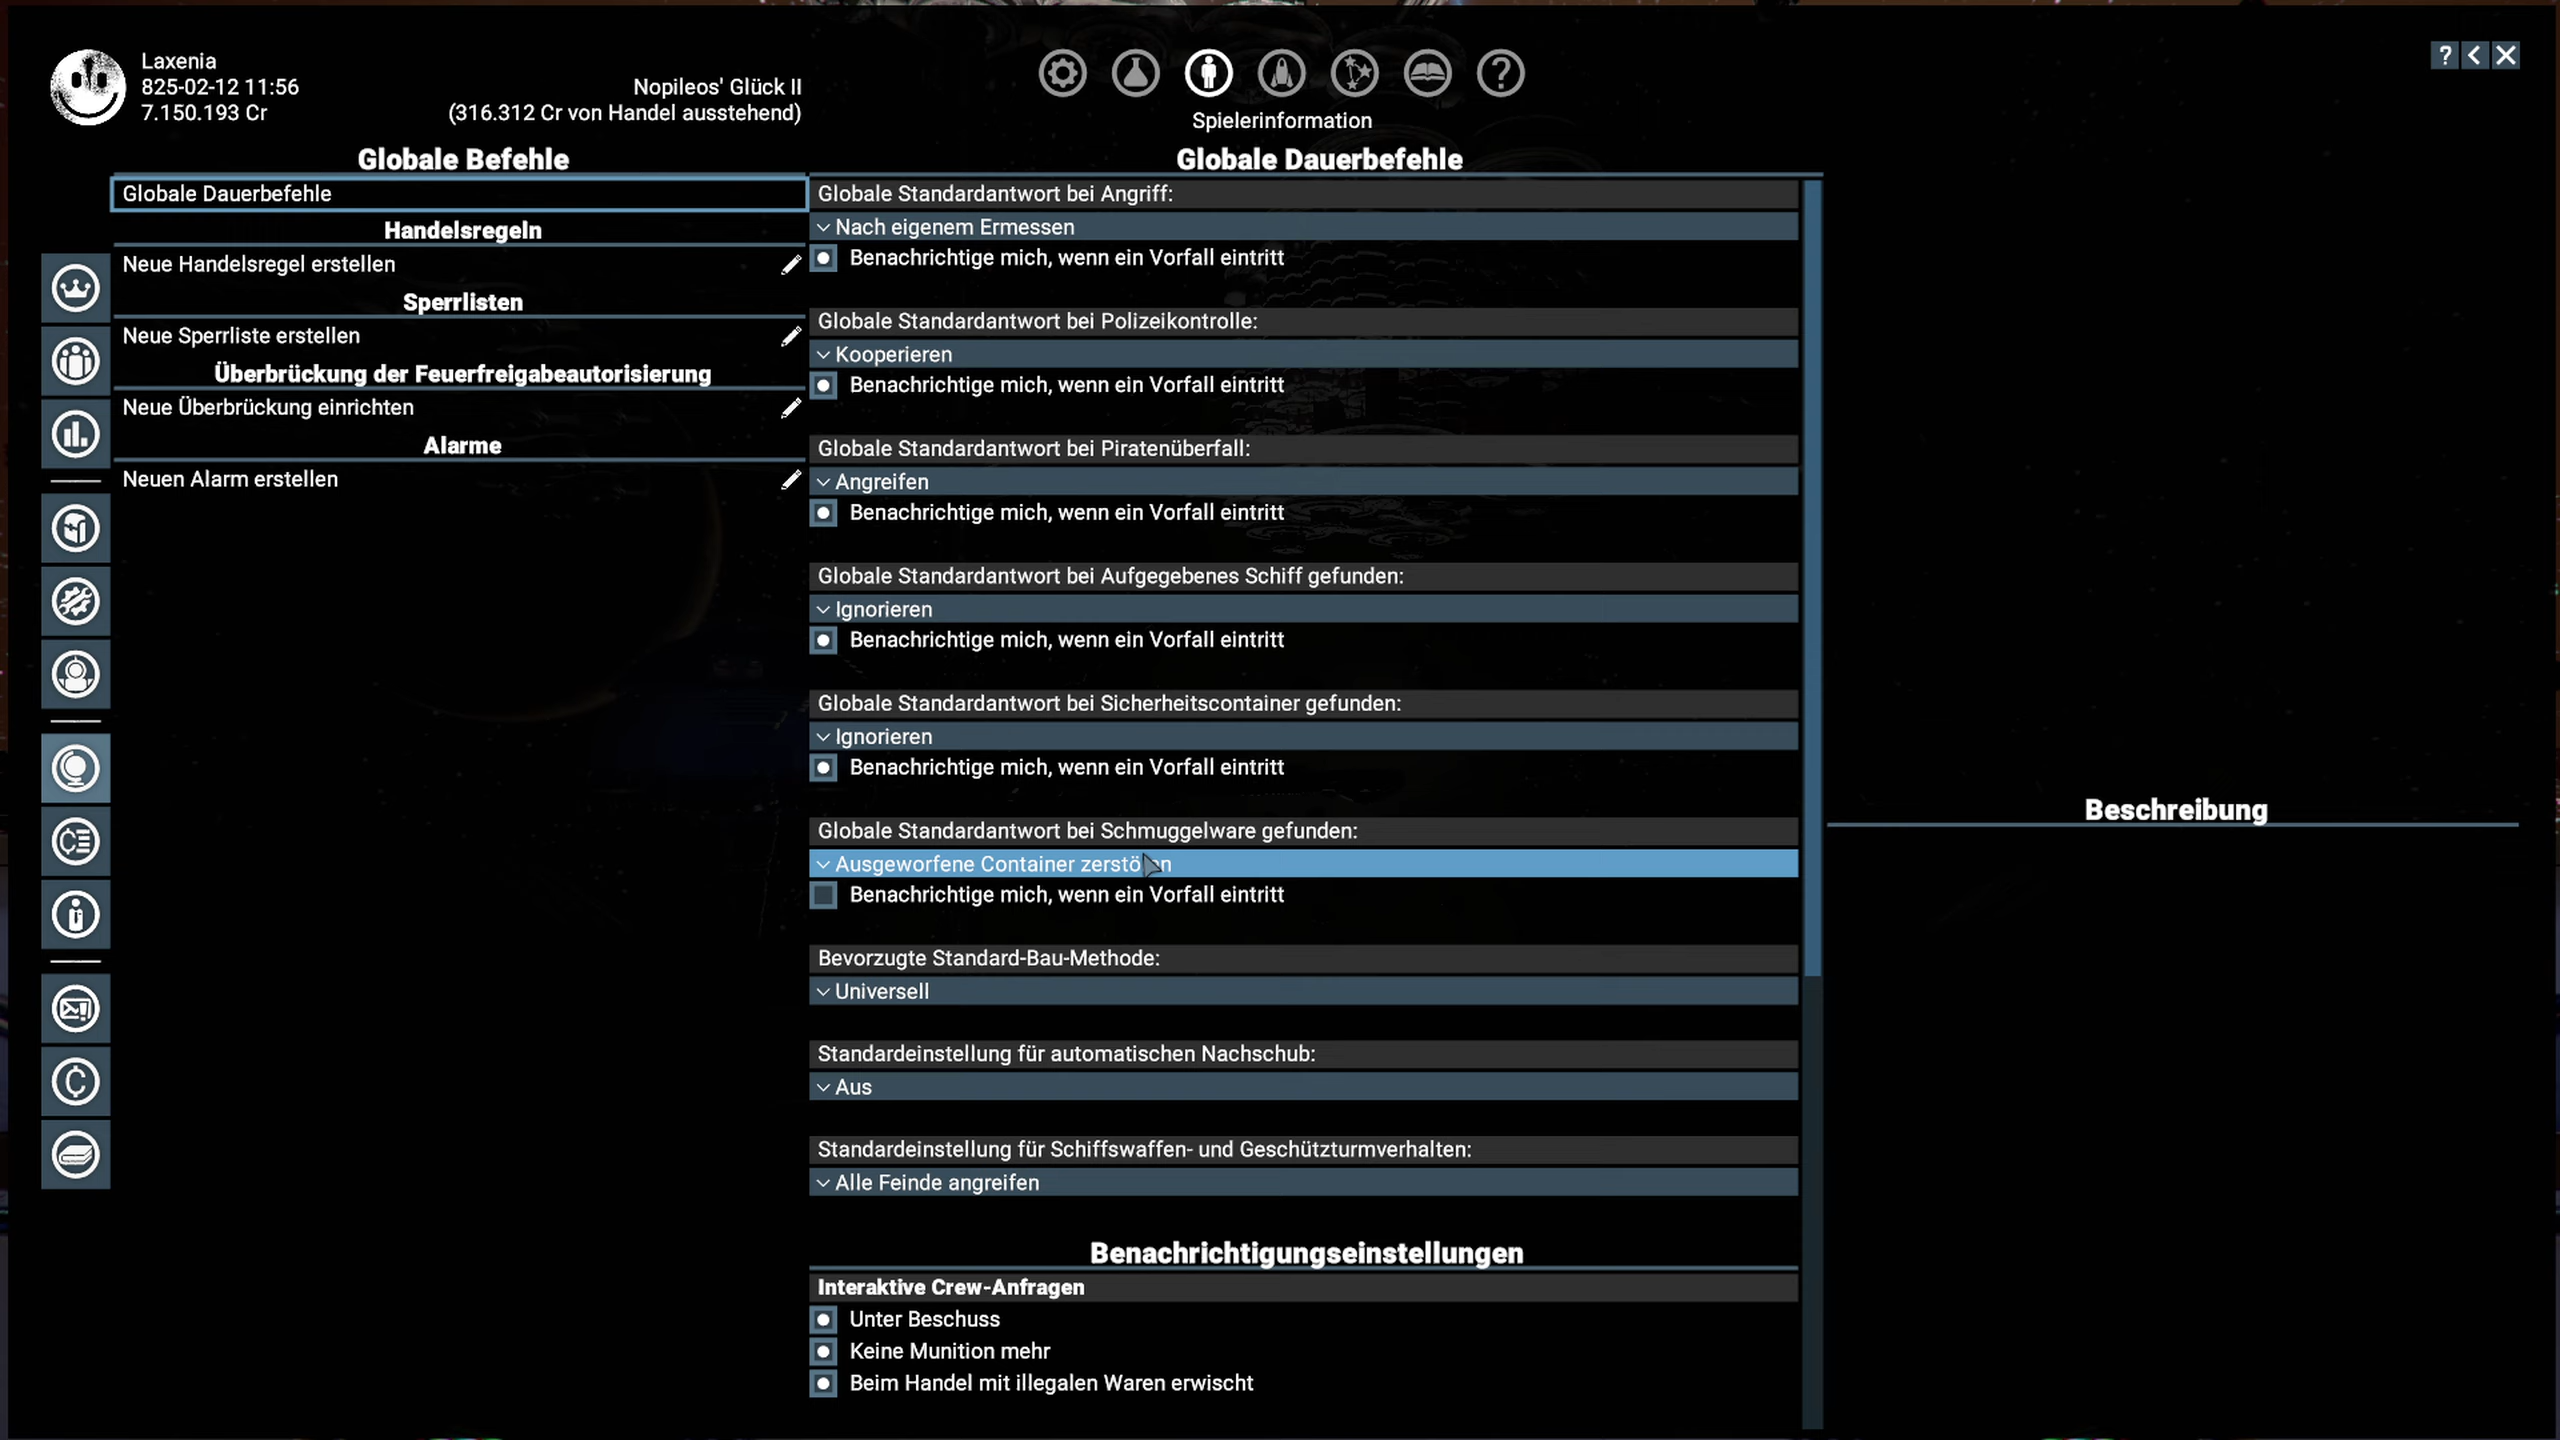 Laxenia
825-02-12 11:56
7.150.193 Cr
Nopileos' Glück II
(316.312 Cr von Handel ausstehend)
Spielerinformation
Globale Befehle
Globale Dauerbefehle
Handelsregeln
Neue Handelsregel erstellen
Sperrlisten
Neue Sperrliste erstellen
Überbrückung der Feuerfreigabeautorisierung
Neue Überbrückung einrichten
Alarme
Neuen Alarm erstellen
Globale Dauerbefehle
Globale Standardantwort bei Angriff:
Nach eigenem Ermessen
Benachrichtige mich, wenn ein Vorfall eintritt
Globale Standardantwort bei Polizeikontrolle:
Kooperieren
Benachrichtige mich, wenn ein Vorfall eintritt
Globale Standardantwort bei Piratenüberfall:
Angreifen
Benachrichtige mich, wenn ein Vorfall eintritt
Globale Standardantwort bei Aufgegebenes Schiff gefunden:
Ignorieren
Benachrichtige mich, wenn ein Vorfall eintritt
Globale Standardantwort bei Sicherheitscontainer gefunden:
Ignorieren
Benachrichtige mich, wenn ein Vorfall eintritt
Globale Standardantwort bei Schmuggelware gefunden:
Ausgeworfene Container zerstören
Benachrichtige mich, wenn ein Vorfall eintritt
Bevorzugte Standard-Bau-Methode:
Universell
Standardeinstellung für automatischen Nachschub:
Aus
Standardeinstellung für Schiffswaffen- und Geschützturmverhalten:
Alle Feinde angreifen
Benachrichtigungseinstellungen
Interaktive Crew-Anfragen
Unter Beschuss
Keine Munition mehr
Beim Handel mit illegalen Waren erwischt
Beschreibung